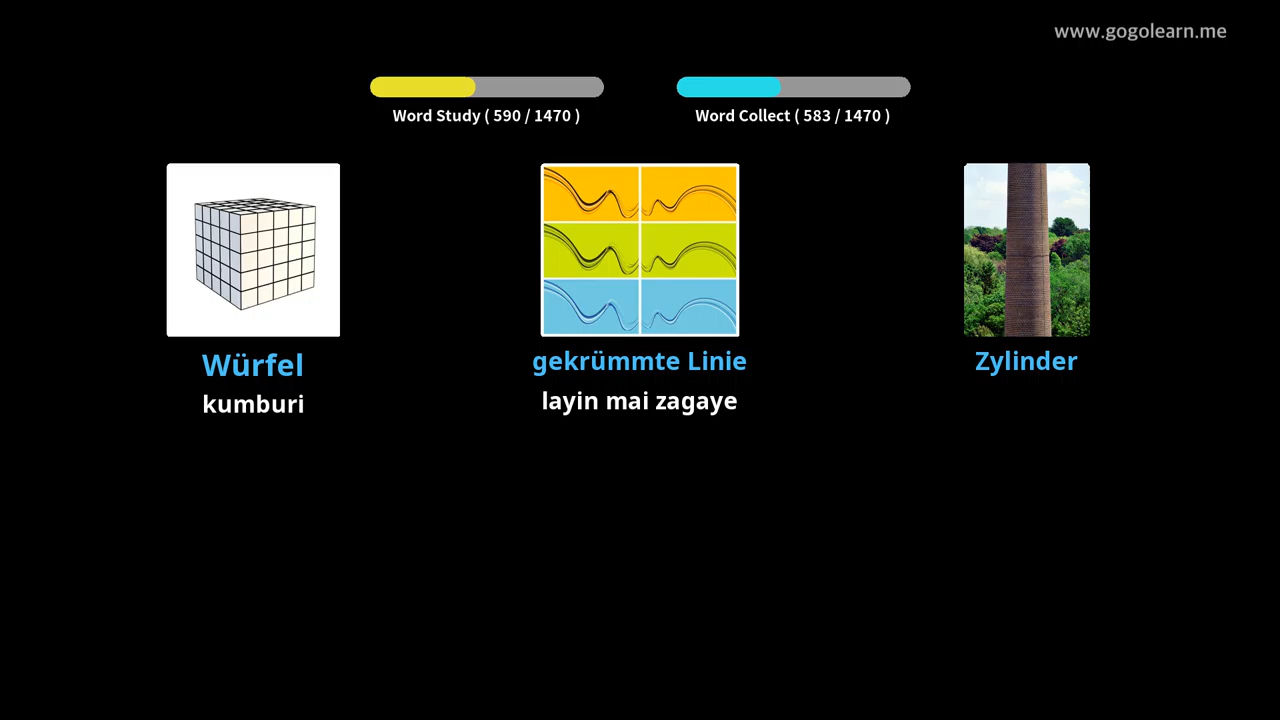 www.gogolearn.me
Word Study ( 590 / 1470 )
Word Collect ( 583 / 1470 )
Würfel
gekrümmte Linie
Zylinder
kumburi
layin mai zagaye